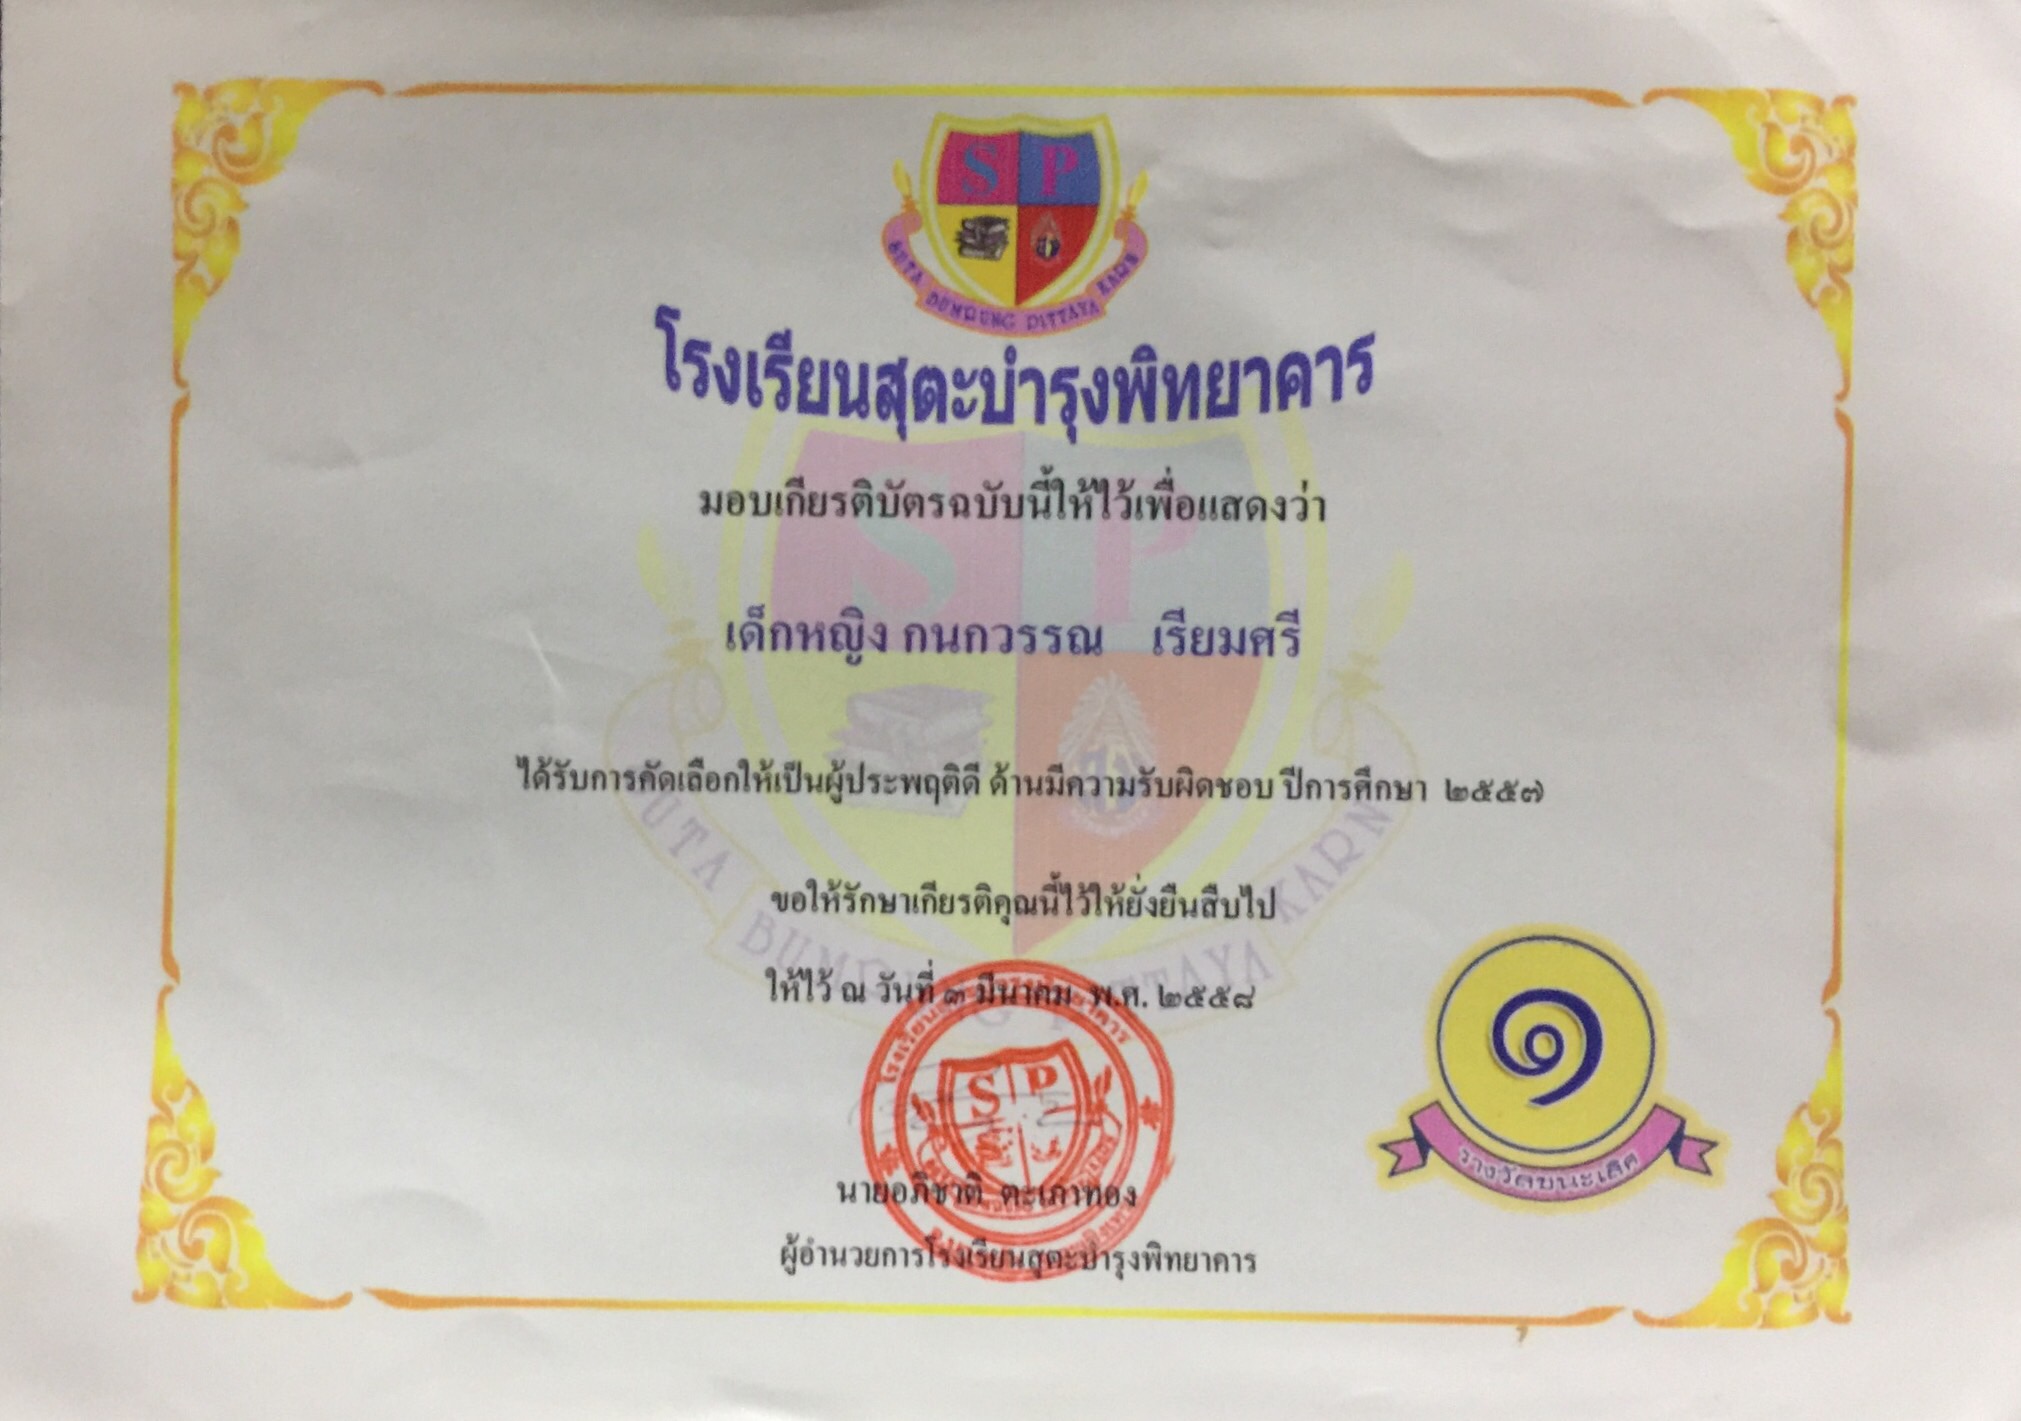 S P
SUTA BUMRUNG PITTAYA KARN
โรงเรียนสุตะบำรุงพิทยาคาร
มอบเกียรติบัตรฉบับนี้ให้ไว้เพื่อแสดงว่า
เด็กหญิง กนกวรรณ เรียมศรี
ได้รับการคัดเลือกให้เป็นผู้ประพฤติดี ด้านมีความรับผิดชอบ ปีการศึกษา ๒๕๕๗
ขอให้รักษาเกียรติคุณนี้ไว้ให้ยั่งยืนสืบไป
ให้ไว้ ณ วันที่ ๓ มีนาคม พ.ศ. ๒๕๕๘
S P
๑
รางวัลชนะเลิศ
นายอภิชาติ ตะเภาทอง
ผู้อำนวยการโรงเรียนสุตะบำรุงพิทยาคาร